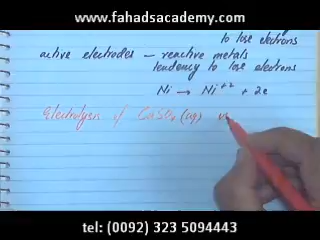 www.fahadsacademy.com
to lose electrons
active electrodes – reactive metals
tendency to lose electrons
Ni → Ni+2 + 2e
Electrolysis of CuSO4 (aq)
tel: (0092) 323 5094443